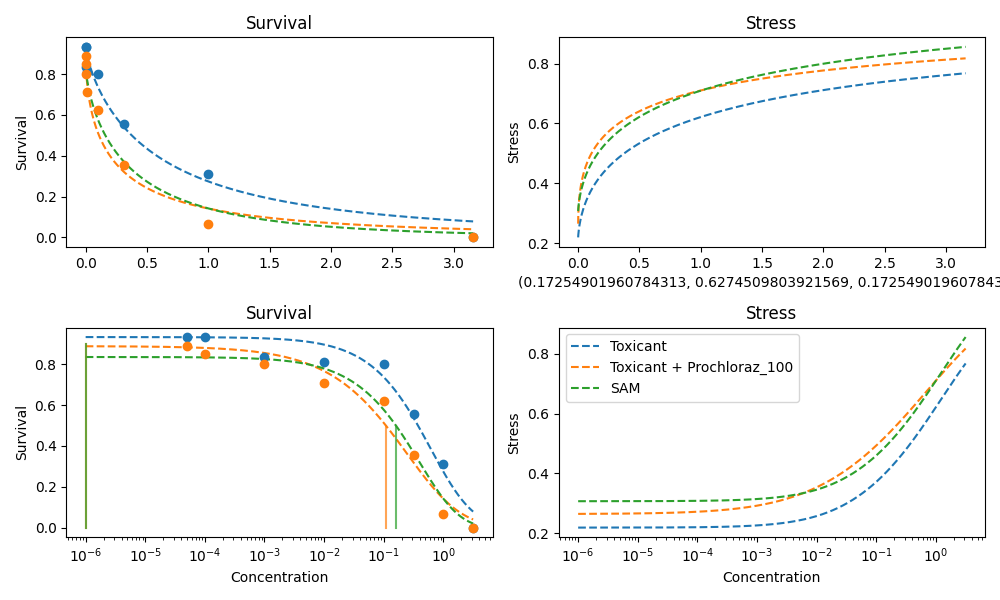 Survival
Stress
Survival
0.0
0.2
0.4
0.6
0.8
0.0 0.5 1.0 1.5 2.0 2.5 3.0
Stress
0.2
0.4
0.6
0.8
0.0 0.5 1.0 1.5 2.0 2.5 3.0
(0.17254901960784313, 0.6274509803921569, 0.172549019607843
Survival
Stress
Survival
0.0
0.2
0.4
0.6
0.8
10⁻⁶ 10⁻⁵ 10⁻⁴ 10⁻³ 10⁻² 10⁻¹ 10⁰
Concentration
Stress
0.2
0.4
0.6
0.8
Toxicant
Toxicant + Prochloraz_100
SAM
10⁻⁶ 10⁻⁵ 10⁻⁴ 10⁻³ 10⁻² 10⁻¹ 10⁰
Concentration